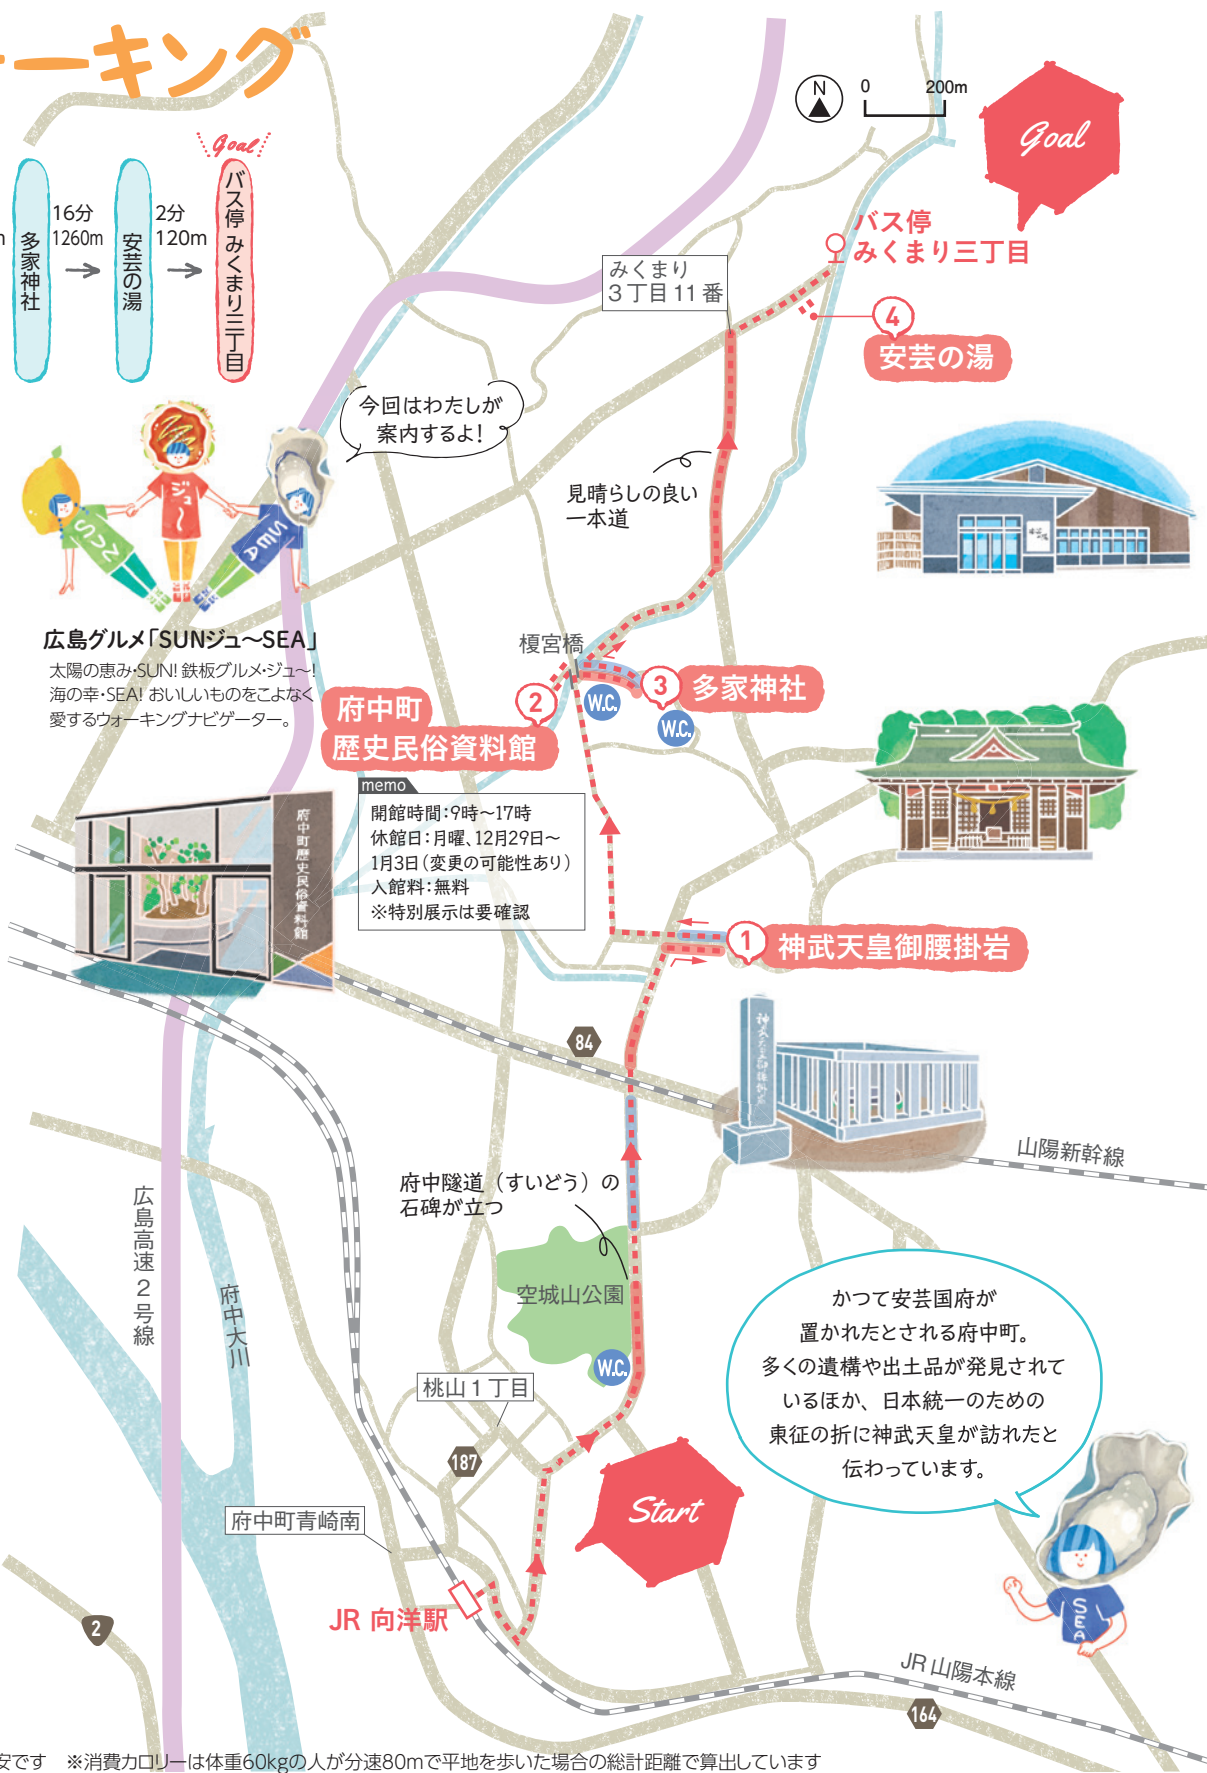 ーキング
N
0 200m
Goal
Goal
多家神社
16分
1260m
安芸の湯
2分
120m
バス停 みくまり三丁目
バス停
みくまり三丁目
みくまり
3丁目11番
4
安芸の湯
今回はわたしが
案内するよ!
見晴らしの良い
一本道
ジュ〜
SUN
SEA
広島グルメ「SUNジュ〜SEA」
太陽の恵み・SUN! 鉄板グルメ・ジュ〜!
海の幸・SEA! おいしいものをこよなく
愛するウォーキングナビゲーター。
榎宮橋
2
府中町
歴史民俗資料館
W.C.
3
多家神社
W.C.
memo
開館時間:9時〜17時
休館日:月曜、12月29日〜
1月3日(変更の可能性あり)
入館料:無料
※特別展示は要確認
府中町歴史民俗資料館
1
神武天皇御腰掛岩
84
山陽新幹線
府中隧道(すいどう)の
石碑が立つ
空城山公園
W.C.
広島高速2号線
府中大川
桃山1丁目
187
府中町青崎南
JR 向洋駅
Start
かつて安芸国府が
置かれたとされる府中町。
多くの遺構や出土品が発見されて
いるほか、日本統一のための
東征の折に神武天皇が訪れたと
伝わっています。
SEA
2
JR山陽本線
164
安です ※消費カロリーは体重60kgの人が分速80mで平地を歩いた場合の総計距離で算出しています